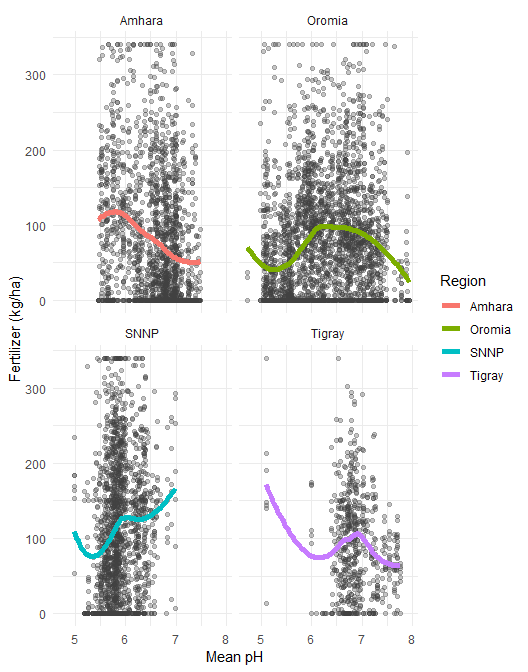 Amhara Oromia
300
200
100
0
SNNP Tigray
300
200
100
0
5 6 7 8 5 6 7 8
Mean pH
Fertilizer (kg/ha)
Region
Amhara
Oromia
SNNP
Tigray